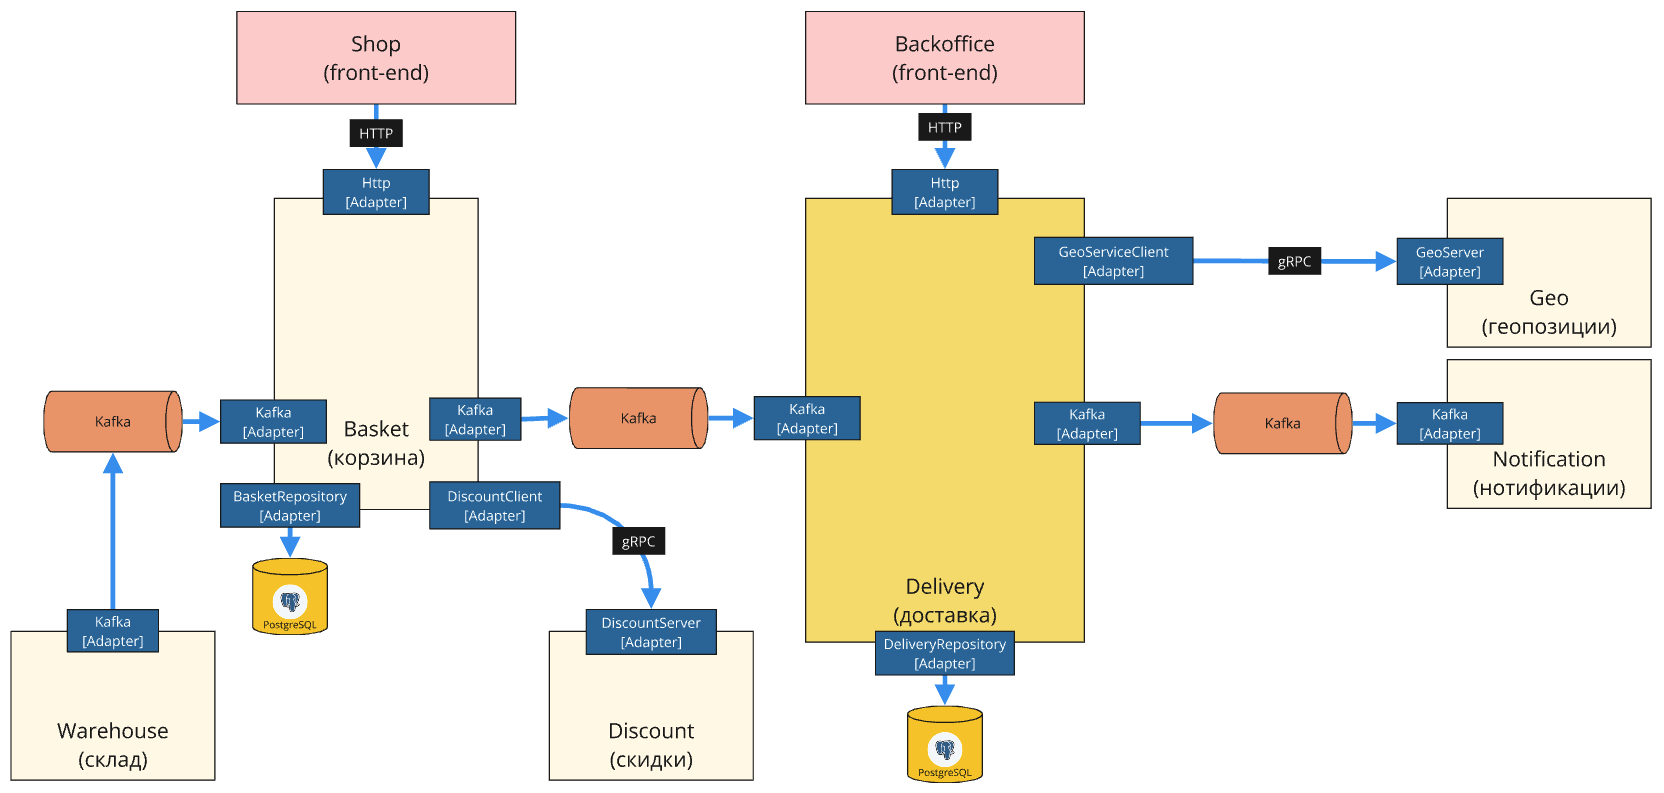 Shop
(front-end)
Backoffice
(front-end)
HTTP
HTTP
Http
[Adapter]
Http
[Adapter]
GeoServiceClient
[Adapter]
gRPC
GeoServer
[Adapter]
Geo
(геопозиции)
Kafka
Kafka
[Adapter]
Basket
(корзина)
Kafka
[Adapter]
Kafka
Kafka
[Adapter]
Kafka
[Adapter]
Kafka
Kafka
[Adapter]
Notification
(нотификации)
BasketRepository
[Adapter]
DiscountClient
[Adapter]
gRPC
PostgreSQL
Delivery
(доставка)
Kafka
[Adapter]
DiscountServer
[Adapter]
DeliveryRepository
[Adapter]
Warehouse
(склад)
Discount
(скидки)
PostgreSQL